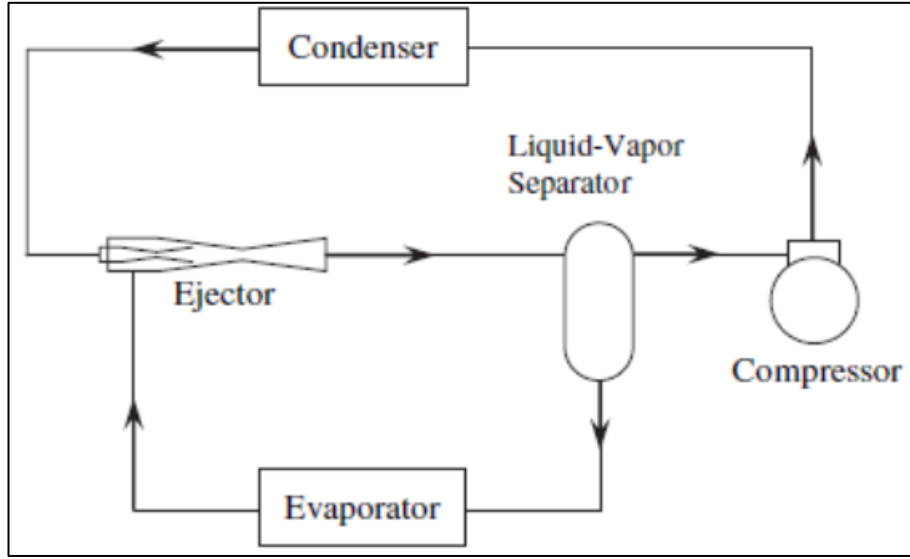 Condenser
Liquid-Vapor
Separator
Ejector
Compressor
Evaporator